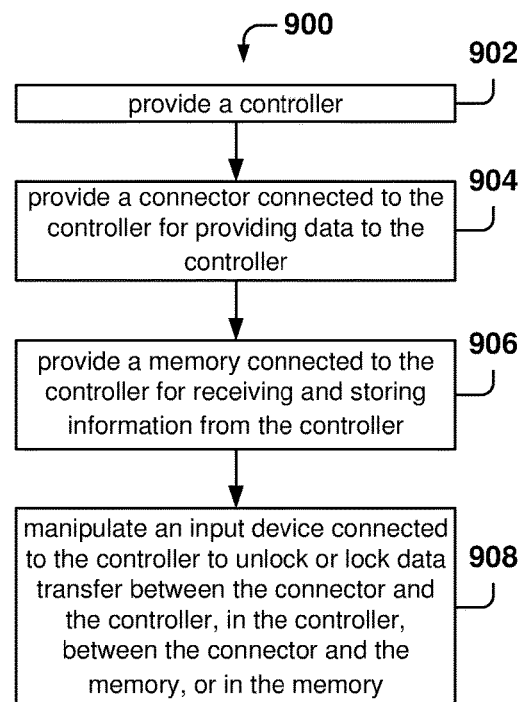 900
902
provide a controller
904
provide a connector connected to the
controller for providing data to the
controller
906
provide a memory connected to the
controller for receiving and storing
information from the controller
908
manipulate an input device connected
to the controller to unlock or lock data
transfer between the connector and
the controller, in the controller,
between the connector and the
memory, or in the memory